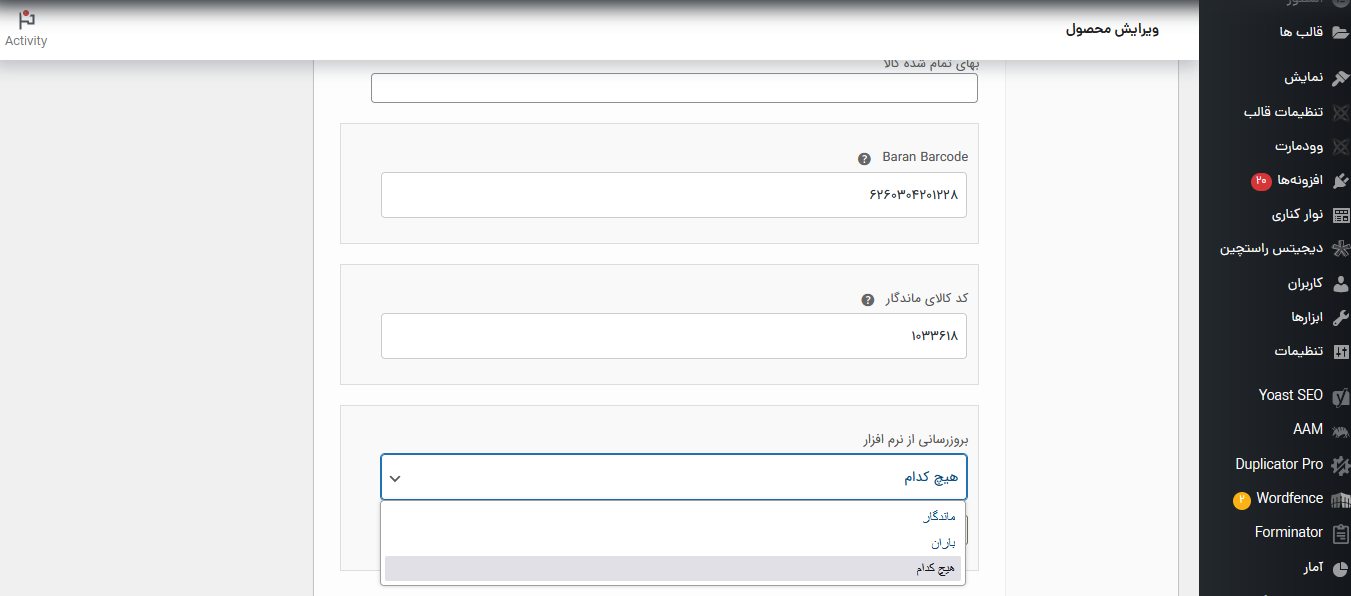 ویرایش محصول
Activity
بهای تمام شده کالا
Baran Barcode
۶۲۶۰۳۰۴۲۰۱۲۲۸
کد کالای ماندگار
۱۰۳۳۶۱۸
بروزرسانی از نرم افزار
هیچ کدام
ماندگار
باران
هیچ کدام
قالب ها
نمایش
تنظیمات قالب
وودمارت
افزونه‌ها ۲۰
نوار کناری
دیجیتس راستچین
کاربران
ابزارها
تنظیمات
Yoast SEO
AAM
Duplicator Pro
Wordfence ۲
Forminator
آمار